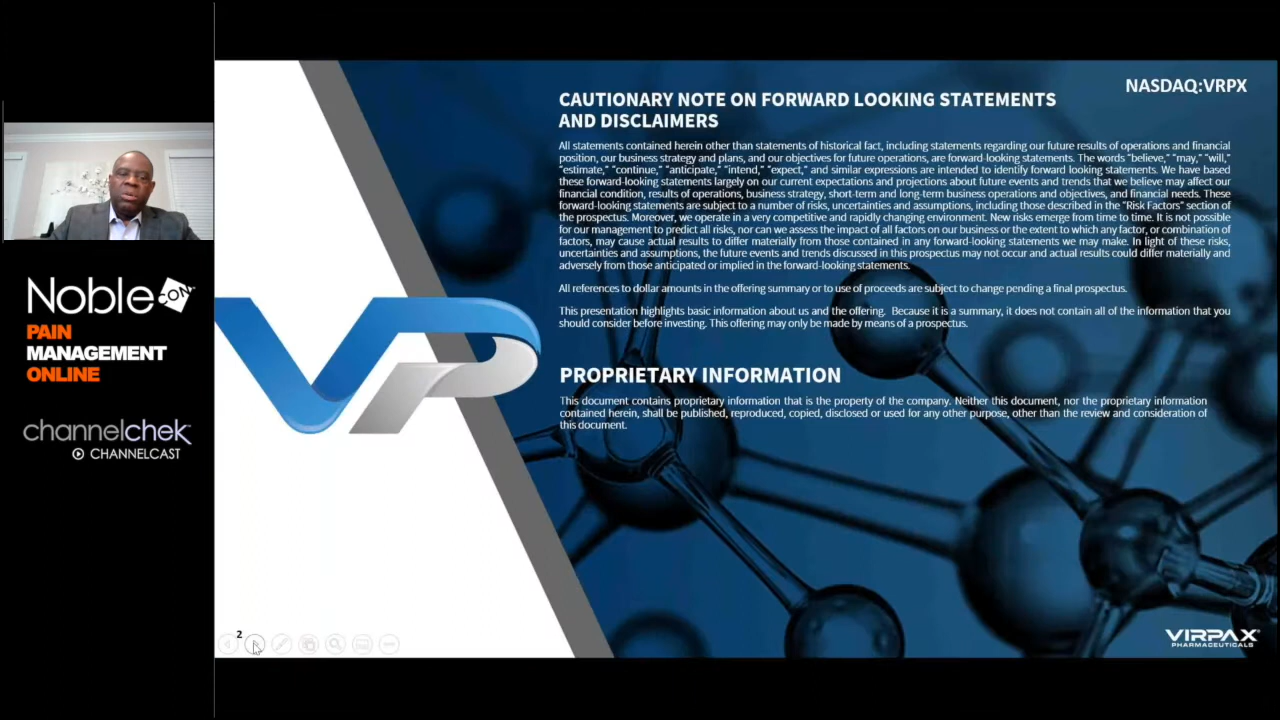 Noble CON
PAIN
MANAGEMENT
ONLINE
channelchek
CHANNELCAST
NASDAQ:VRPX
CAUTIONARY NOTE ON FORWARD LOOKING STATEMENTS
AND DISCLAIMERS
All statements contained herein other than statements of historical fact, including statements regarding our future results of operations and financial
position, our business strategy and plans, and our objectives for future operations, are forward-looking statements. The words "believe," "may," "will,"
"estimate," "continue," "anticipate," "intend," "expect," and similar expressions are intended to identify forward looking statements. We have based
these forward-looking statements largely on our current expectations and projections about future events and trends that we believe may affect our
financial condition, results of operations, business strategy, short-term and long-term business operations and objectives, and financial needs. These
forward-looking statements are subject to a number of risks, uncertainties and assumptions, including those described in the "Risk Factors" section of
the prospectus. Moreover, we operate in a very competitive and rapidly changing environment. New risks emerge from time to time. It is not possible
for our management to predict all risks, nor can we assess the impact of all factors on our business or the extent to which any factor, or combination of
factors, may cause actual results to differ materially from those contained in any forward-looking statements we may make. In light of these risks,
uncertainties and assumptions, the future events and trends discussed in this prospectus may not occur and actual results could differ materially and
adversely from those anticipated or implied in the forward-looking statements.
All references to dollar amounts in the offering summary or to use of proceeds are subject to change pending a final prospectus.
This presentation highlights basic information about us and the offering. Because it is a summary, it does not contain all of the information that you
should consider before investing. This offering may only be made by means of a prospectus.
PROPRIETARY INFORMATION
This document contains proprietary information that is the property of the company. Neither this document, nor the proprietary information
contained herein, shall be published, reproduced, copied, disclosed or used for any other purpose, other than the review and consideration of
this document.
VP
2
VIRPAX
PHARMACEUTICALS